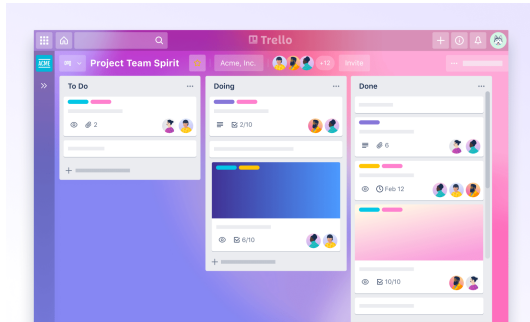 Trello
ACME
Project Team Spirit
Acme, Inc.
+12
Invite
To Do
2
Doing
2/10
6/10
Done
6
Feb 12
10/10